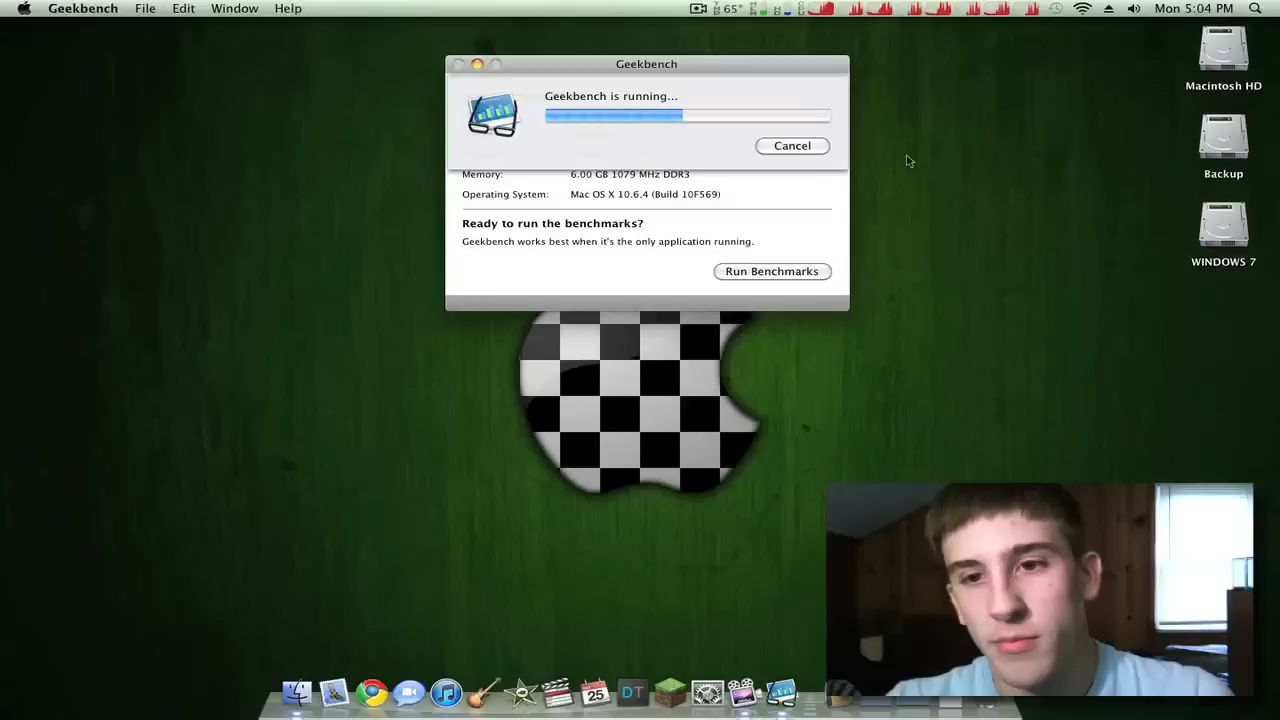 Geekbench File Edit Window Help 65° Mon 5:04 PM
Geekbench
Geekbench is running...
Cancel
Memory: 6.00 GB 1079 MHz DDR3
Operating System: Mac OS X 10.6.4 (Build 10F569)
Ready to run the benchmarks?
Geekbench works best when it's the only application running.
Run Benchmarks
Macintosh HD
Backup
WINDOWS 7
25
DT